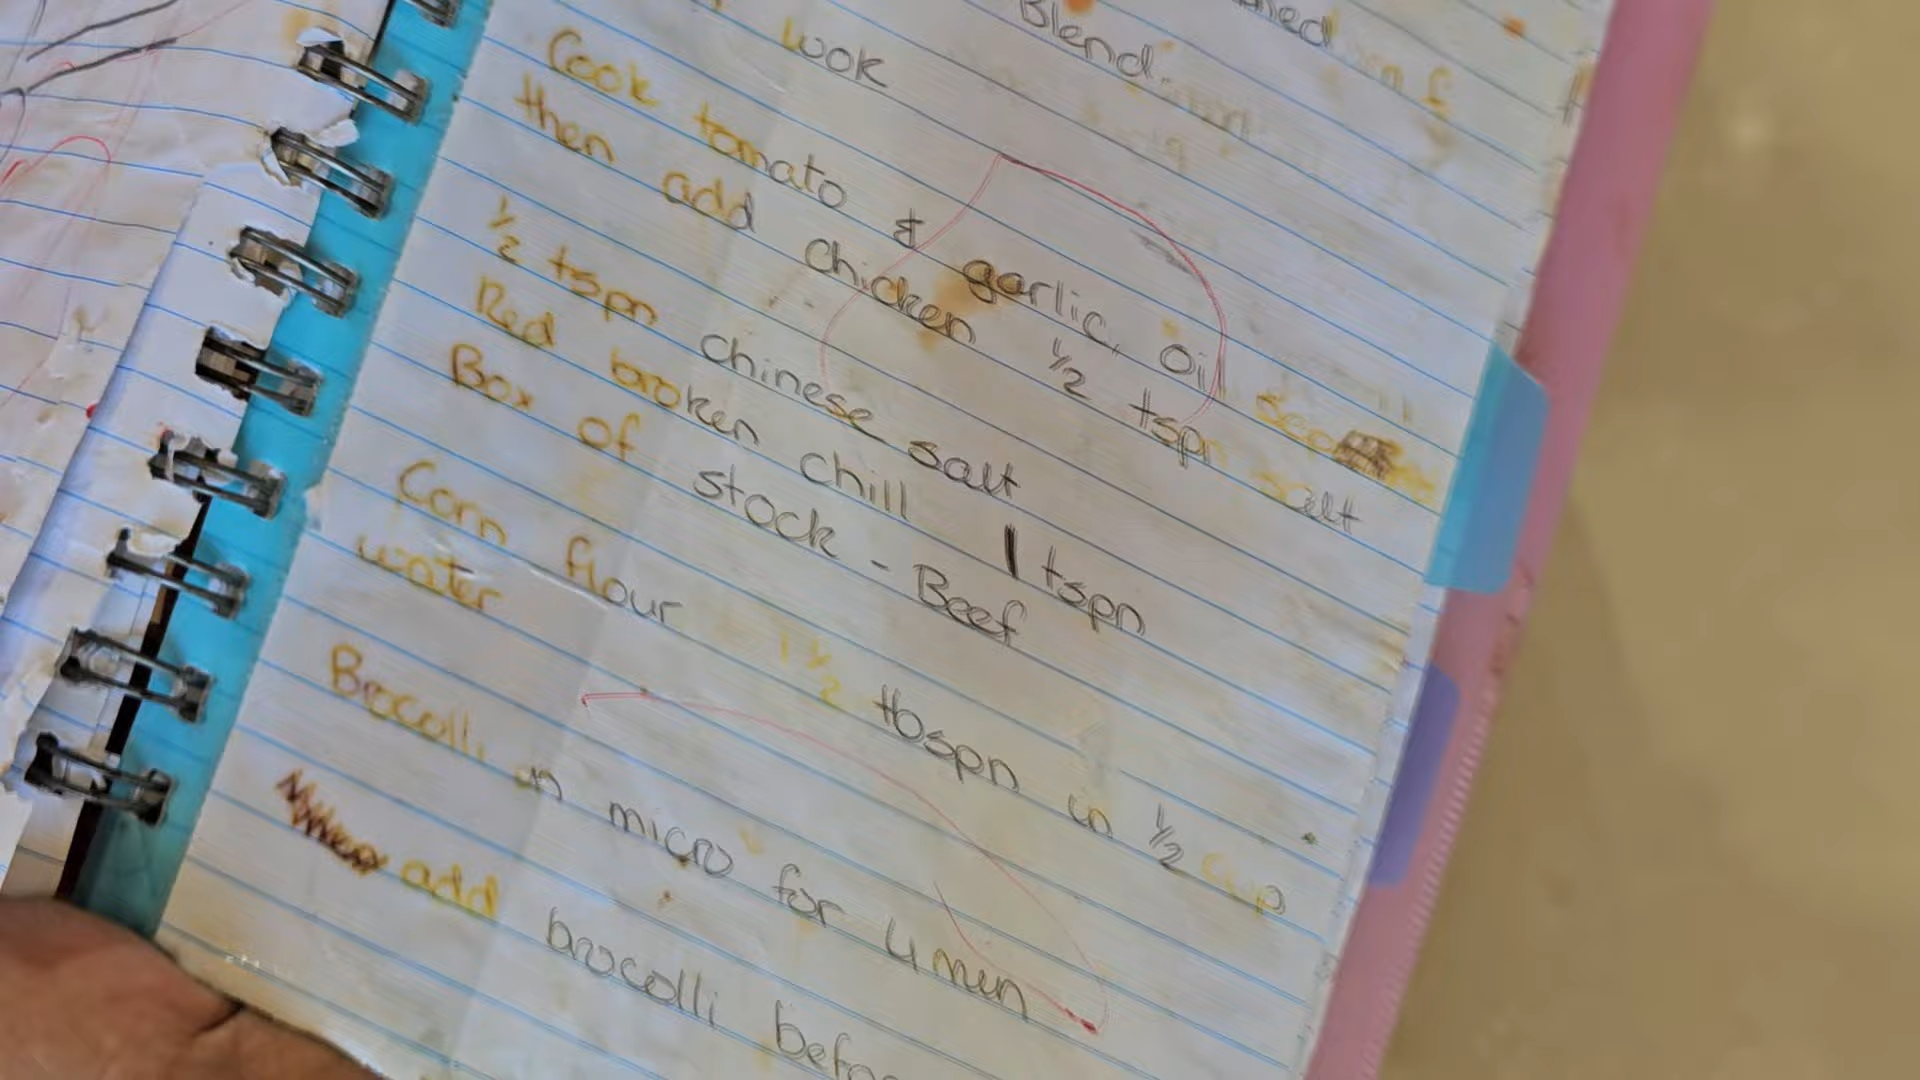 Blend.
wok
Cook tomato & garlic, oil
then add chicken 1/2 tspn salt
1/2 tspn chinese salt
Red broken chill 1 tspn
Box of stock - Beef
Corn flour 1 1/2 tbspn in 1/2 cup
water
Brocolli in micro for 4 min
add brocolli